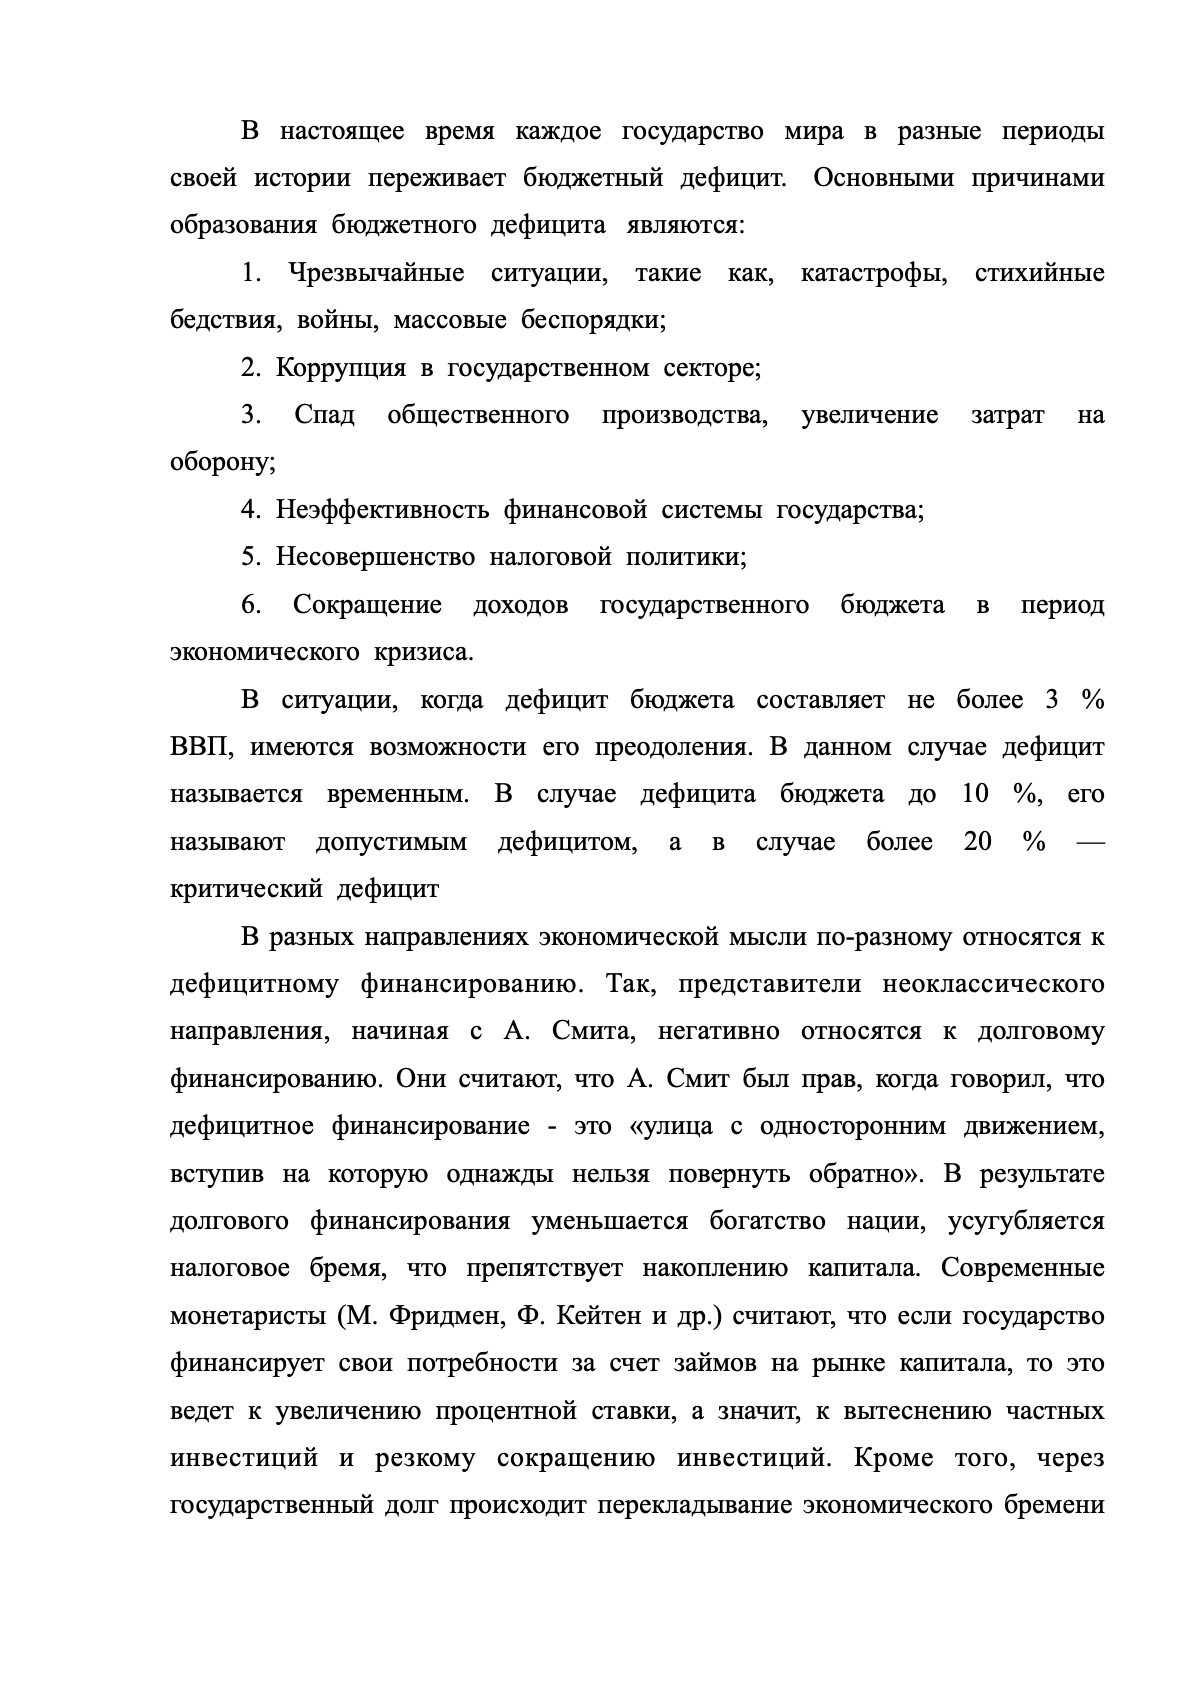 В настоящее время каждое государство мира в разные периоды
своей истории переживает бюджетный дефицит. Основными причинами
образования бюджетного дефицита являются:
1. Чрезвычайные ситуации, такие как, катастрофы, стихийные
бедствия, войны, массовые беспорядки;
2. Коррупция в государственном секторе;
3. Спад общественного производства, увеличение затрат на
оборону;
4. Неэффективность финансовой системы государства;
5. Несовершенство налоговой политики;
6. Сокращение доходов государственного бюджета в период
экономического кризиса.
В ситуации, когда дефицит бюджета составляет не более 3 %
ВВП, имеются возможности его преодоления. В данном случае дефицит
называется временным. В случае дефицита бюджета до 10 %, его
называют допустимым дефицитом, а в случае более 20 % —
критический дефицит
В разных направлениях экономической мысли по-разному относятся к
дефицитному финансированию. Так, представители неоклассического
направления, начиная с А. Смита, негативно относятся к долговому
финансированию. Они считают, что А. Смит был прав, когда говорил, что
дефицитное финансирование - это «улица с односторонним движением,
вступив на которую однажды нельзя повернуть обратно». В результате
долгового финансирования уменьшается богатство нации, усугубляется
налоговое бремя, что препятствует накоплению капитала. Современные
монетаристы (М. Фридмен, Ф. Кейтен и др.) считают, что если государство
финансирует свои потребности за счет займов на рынке капитала, то это
ведет к увеличению процентной ставки, а значит, к вытеснению частных
инвестиций и резкому сокращению инвестиций. Кроме того, через
государственный долг происходит перекладывание экономического бремени